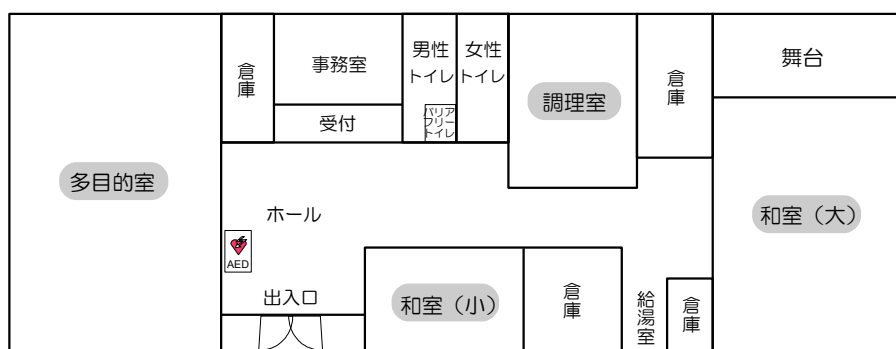 倉庫
事務室
受付
男性
トイレ
女性
トイレ
バリア
フリー
トイレ
調理室
倉庫
舞台
多目的室
ホール
和室（大）
AED
出入口
和室（小）
倉庫
給湯室
倉庫